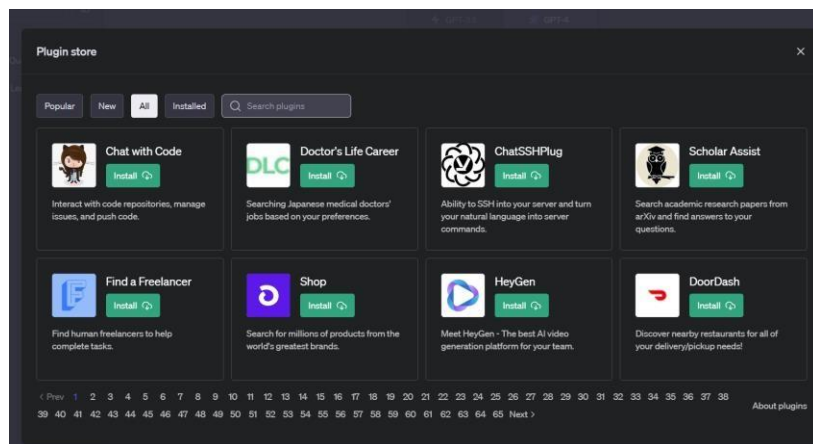 GPT-4
Plugin store
Popular New All Installed Search plugins
Chat with Code
Install
Interact with code repositories, manage
issues, and push code.
DLC
Doctor's Life Career
Install
Searching Japanese medical doctors'
jobs based on your preferences.
ChatSSHPlug
Install
Ability to SSH into your server and turn
your natural language into server
commands.
Scholar Assist
Install
Search academic research papers from
arXiv and find answers to your
questions.
Find a Freelancer
Install
Find human freelancers to help
complete tasks.
Shop
Install
Search for millions of products from the
world's greatest brands.
HeyGen
Install
Meet HeyGen - The best AI video
generation platform for your team.
DoorDash
Install
Discover nearby restaurants for all of
your delivery/pickup needs!
< Prev 1 2 3 4 5 6 7 8 9 10 11 12 13 14 15 16 17 18 19 20 21 22 23 24 25 26 27 28 29 30 31 32 33 34 35 36 37 38
39 40 41 42 43 44 45 46 47 48 49 50 51 52 53 54 55 56 57 58 59 60 61 62 63 64 65 Next >
About plugins